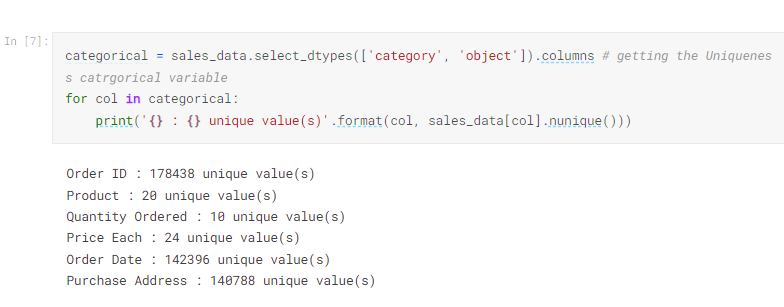 In [7]:
categorical = sales_data.select_dtypes(['category', 'object']).columns # getting the Uniquenes
s catrgorical variable
for col in categorical:
    print('{} : {} unique value(s)'.format(col, sales_data[col].nunique()))
Order ID : 178438 unique value(s)
Product : 20 unique value(s)
Quantity Ordered : 10 unique value(s)
Price Each : 24 unique value(s)
Order Date : 142396 unique value(s)
Purchase Address : 140788 unique value(s)